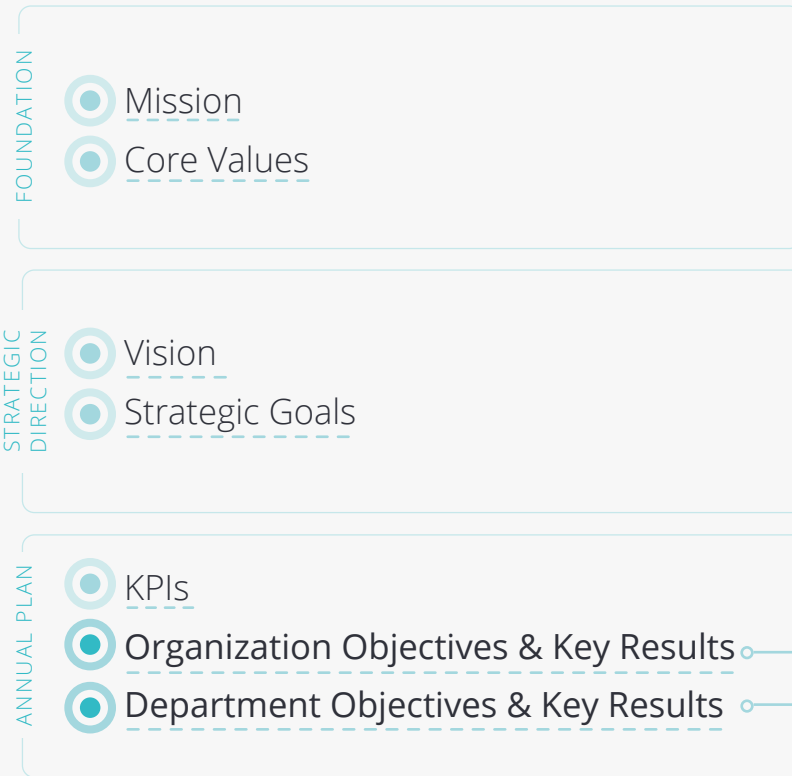 FOUNDATION
Mission
Core Values
STRATEGIC
DIRECTION
Vision
Strategic Goals
ANNUAL PLAN
KPIs
Organization Objectives & Key Results
Department Objectives & Key Results